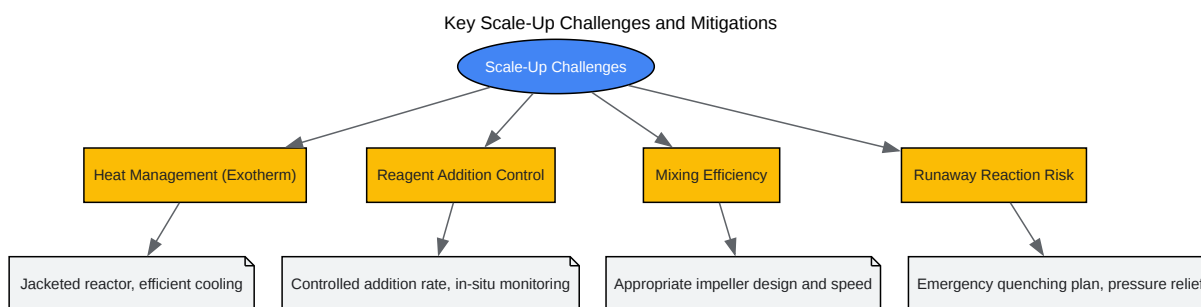 Key Scale-Up Challenges and Mitigations
Scale-Up Challenges
Heat Management (Exotherm)
Reagent Addition Control
Mixing Efficiency
Runaway Reaction Risk
Jacketed reactor, efficient cooling
Controlled addition rate, in-situ monitoring
Appropriate impeller design and speed
Emergency quenching plan, pressure relief